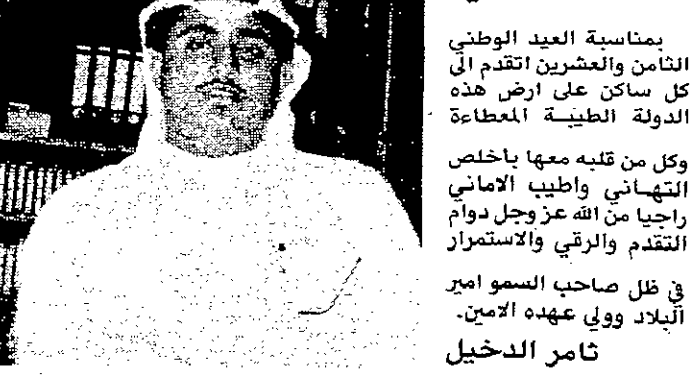 بمناسبة العيد الوطني
الثامن والعشرين اتقدم الى
كل ساكن على ارض هذه
الدولة الطيبة المعطاءة
وكل من قلبه معها بأخلص
التهاني واطيب الاماني
راجيا من الله عز وجل دوام
التقدم والرقي والاستمرار
في ظل صاحب السمو امير
البلاد وولي عهده الامين.
ثامر الدخيل